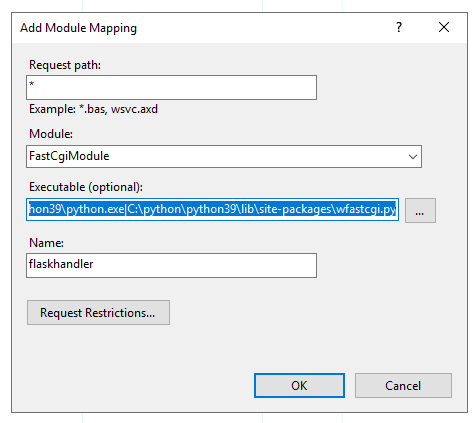 Add Module Mapping
?
Request path:
*
Example: *.bas, wsvc.axd
Module:
FastCgiModule
Executable (optional):
hon39\python.exe|C:\python\python39\lib\site-packages\wfastcgi.py
...
Name:
flaskhandler
Request Restrictions...
OK Cancel